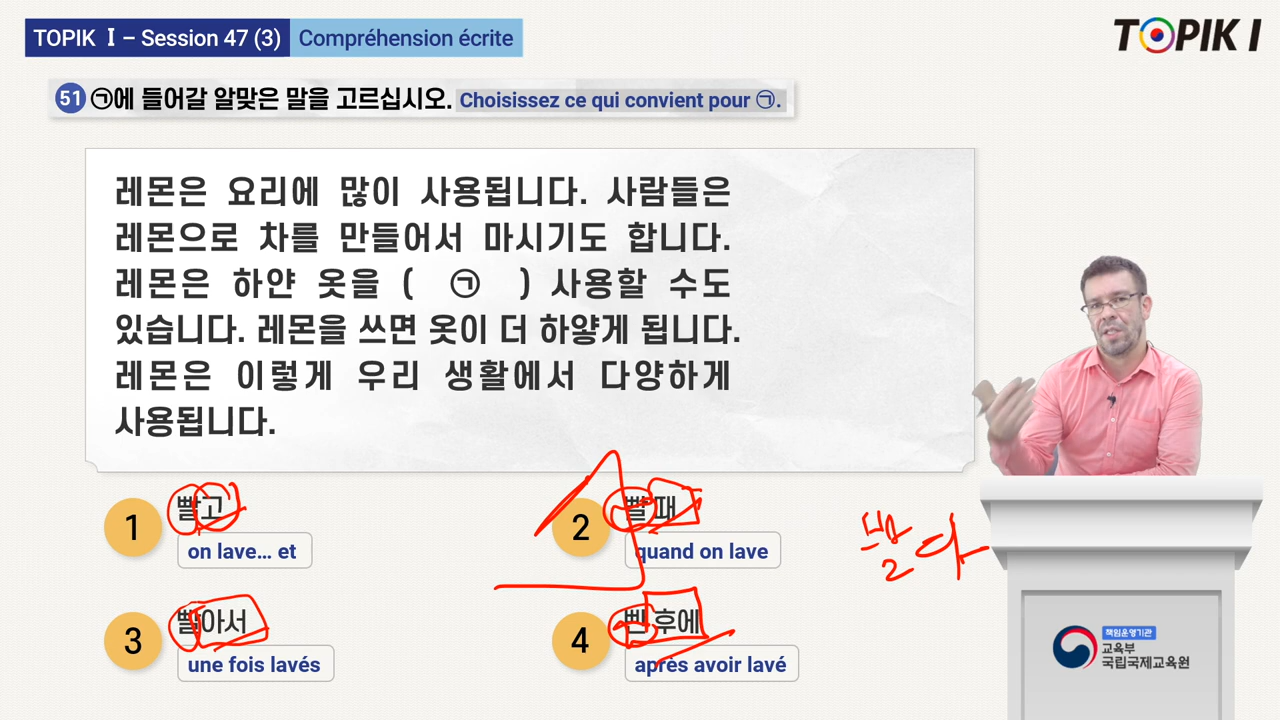 TOPIK Ⅰ – Session 47 (3) Compréhension écrite
TOPIK I
51 ㉠에 들어갈 알맞은 말을 고르십시오. Choisissez ce qui convient pour ㉠.
레몬은 요리에 많이 사용됩니다. 사람들은
레몬으로 차를 만들어서 마시기도 합니다.
레몬은 하얀 옷을 ( ㉠ ) 사용할 수도
있습니다. 레몬을 쓰면 옷이 더 하얗게 됩니다.
레몬은 이렇게 우리 생활에서 다양하게
사용됩니다.
1 빨고
on lave... et
2 빨 때
quand on lave
3 빨아서
une fois lavés
4 빤 후에
après avoir lavé
빨다
책임운영기관
교육부
국립국제교육원